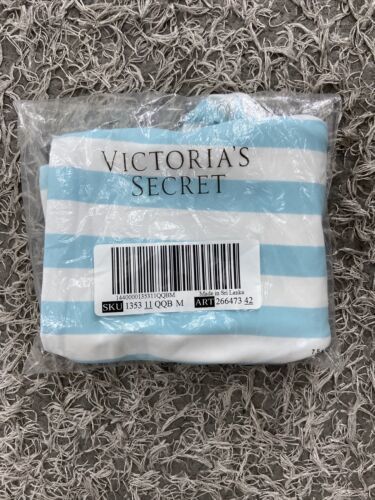 VICTORIA'S
SECRET
1440000135311QQBM Made in Sri Lanka
SKU 1353 11 QQB M ART 266473 42